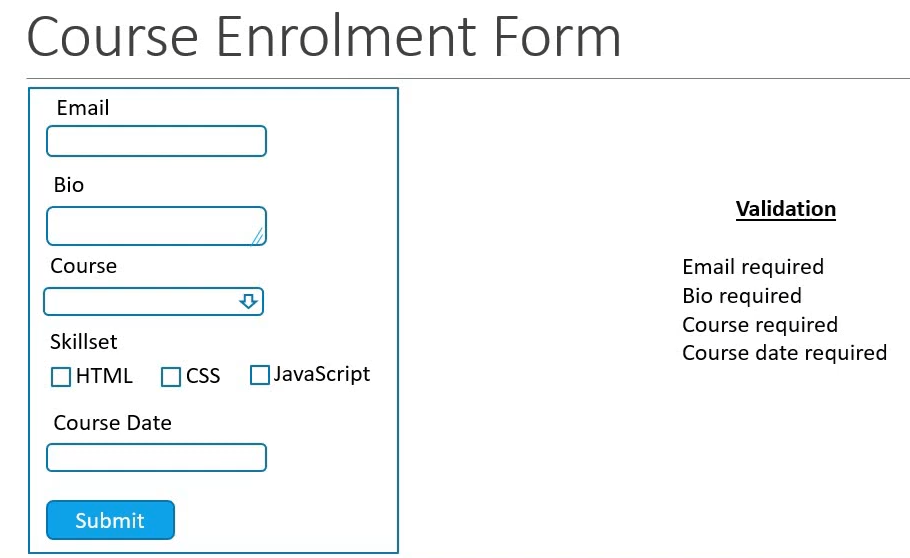 Course Enrolment Form
Email
Bio
Course
Skillset
HTML CSS JavaScript
Course Date
Submit
Validation
Email required
Bio required
Course required
Course date required